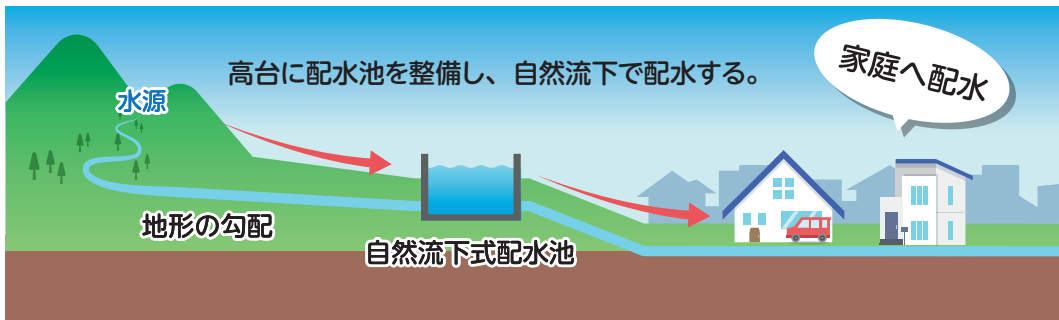 高台に配水池を整備し、自然流下で配水する。
家庭へ配水
水源
地形の勾配
自然流下式配水池